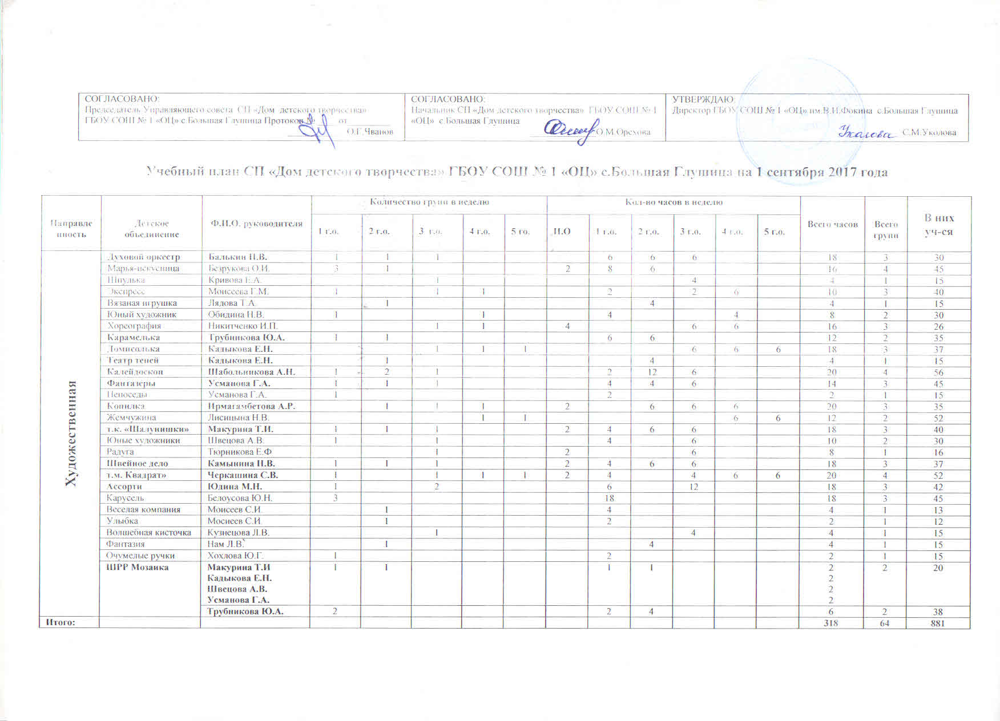 СОГЛАСОВАНО:
Председатель Управляющего совета СП «Дом детского творчества»
ГБОУ СОШ № 1 «ОЦ» с.Большая Глушица Протокол № от
О.Г.Чванов
СОГЛАСОВАНО:
Начальник СП «Дом детского творчества» ГБОУ СОШ № 1
«ОЦ» с.Большая Глушица
О.М.Орехова
УТВЕРЖДАЮ:
Директор ГБОУ СОШ № 1 «ОЦ» им.В.И.Фокина с.Большая Глушица
Уколова С.М.Уколова
Учебный план СП «Дом детского творчества» ГБОУ СОШ № 1 «ОЦ» с.Большая Глушица на 1 сентября 2017 года
Направле нность Детское объединение Ф.И.О. руководителя Количество групп в неделю Кол-во часов в неделю Всего часов Всего групп В них уч-ся
1 г.о. 2 г.о. 3 г.о. 4 г.о. 5 го. И.О 1 г.о. 2 г.о. 3 г.о. 4 г.о. 5 г.о.
Художественная
Духовой оркестр Балыкин П.В. 1 1 1 6 6 6 18 3 30
Марья-искусница Безрукова О.И. 3 1 2 8 6 16 4 45
Шпулька Кривова Е.А. 1 4 4 1 15
Экспресс Моисеева Г.М. 1 1 1 2 2 6 10 3 40
Вязаная игрушка Лядова Т.А. 1 4 4 1 15
Юный художник Обидина Н.В. 1 1 4 4 8 2 30
Хореография Никитченко И.П. 1 1 4 6 6 16 3 26
Карамелька Трубникова Ю.А. 1 1 6 6 12 2 35
Домисолька Кадыкова Е.Н. 1 1 1 6 6 6 18 3 37
Театр теней Кадыкова Е.Н. 1 4 4 1 15
Калейдоскоп Шабольникова А.Н. 1 2 1 2 12 6 20 4 56
Фантазеры Усманова Г.А. 1 1 1 4 4 6 14 3 45
Непоседы Усманова Г.А. 1 2 2 1 15
Копилка Ирмагамбетова А.Р. 1 1 1 2 6 6 6 20 3 35
Жемчужина Лисицына Н.В. 1 1 6 6 12 2 52
т.к. «Шалунишки» Макурина Т.И. 1 1 1 2 4 6 6 18 3 40
Юные художники Швецова А.В. 1 1 4 6 10 2 30
Радуга Тюрникова Е.Ф 1 2 6 8 1 16
Швейное дело Камынина Н.В. 1 1 1 2 4 6 6 18 3 37
т.м. Квадрат» Черкашина С.В. 1 1 1 1 2 4 4 6 6 20 4 52
Ассорти Юдина М.Н. 1 2 6 12 18 3 42
Карусель Белоусова Ю.Н. 3 18 18 3 45
Веселая компания Моисеев С.И. 1 4 4 1 13
Улыбка Мосиеев С.И. 1 2 2 1 12
Волшебная кисточка Кузнецова Л.В. 1 4 4 1 15
Фантазия Нам Л.В. 1 4 4 1 15
Очумелые ручки Хохлова Ю.Г. 1 2 2 1 15
ШРР Мозаика Макурина Т.И 1 1 1 1 2 2 20
Кадыкова Е.Н. 2
Швецова А.В. 2
Усманова Г.А. 2
Трубникова Ю.А. 2 2 4 6 2 38
Итого: 318 64 881